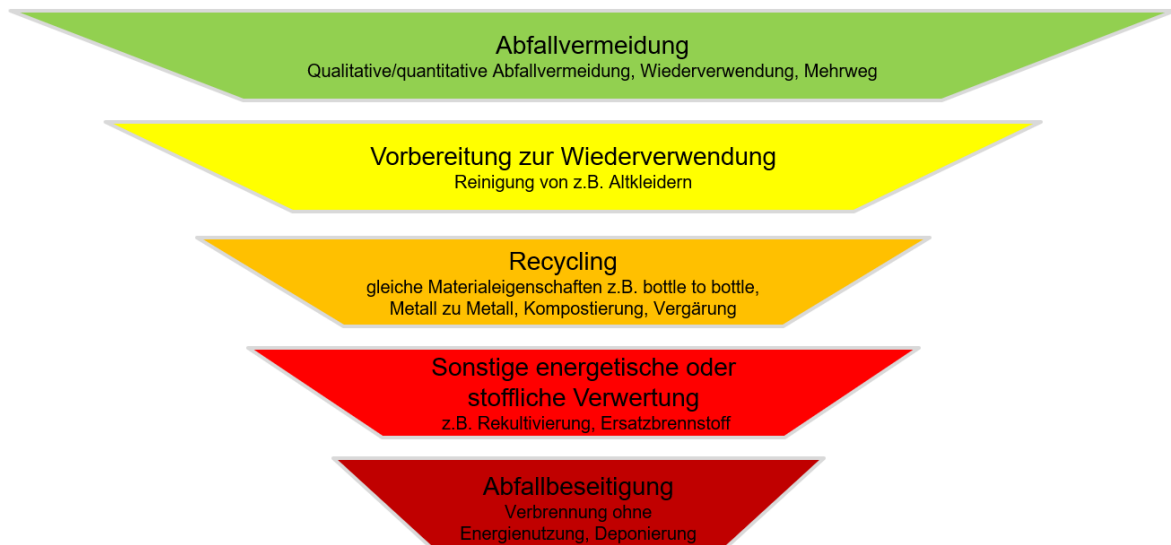 Abfallvermeidung
Qualitative/quantitative Abfallvermeidung, Wiederverwendung, Mehrweg
Vorbereitung zur Wiederverwendung
Reinigung von z.B. Altkleidern
Recycling
gleiche Materialeigenschaften z.B. bottle to bottle,
Metall zu Metall, Kompostierung, Vergärung
Sonstige energetische oder
stoffliche Verwertung
z.B. Rekultivierung, Ersatzbrennstoff
Abfallbeseitigung
Verbrennung ohne
Energienutzung, Deponierung